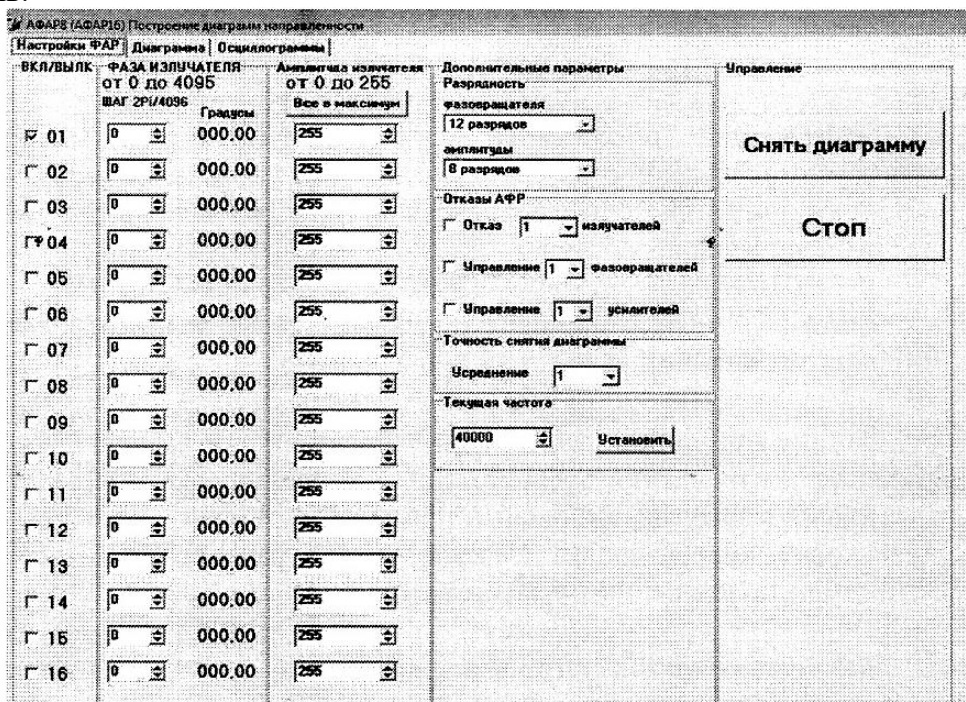 АФАР8 (АФАР16) Построение диаграмм направленности
Настройки ФАР Диаграмма Осциллограммы
ВКЛ/ВЫЛК ФАЗА ИЗЛУЧАТЕЛЯ Амплитуда излучателя Дополнительные параметры Управление
от 0 до 4095 от 0 до 255 Разрядность
ШАГ 2Pi/4096 Градусы Все в максимум фазовращателя
01 0 000.00 255 12 разрядов
амплитуды Снять диаграмму
02 0 000.00 255 8 разрядов
03 0 000.00 255 Отказы АФР
Отказ 1 излучателей Стоп
04 0 000.00 255
05 0 000.00 255 Управление 1 фазовращателей
06 0 000.00 255 Управление 1 усилителей
07 0 000.00 255 Точность снятия диаграммы
08 0 000.00 255 Усреднение 1
Текущая частота
09 0 000.00 255 40000 Установить
10 0 000.00 255
11 0 000.00 255
12 0 000.00 255
13 0 000.00 255
14 0 000.00 255
15 0 000.00 255
16 0 000.00 255